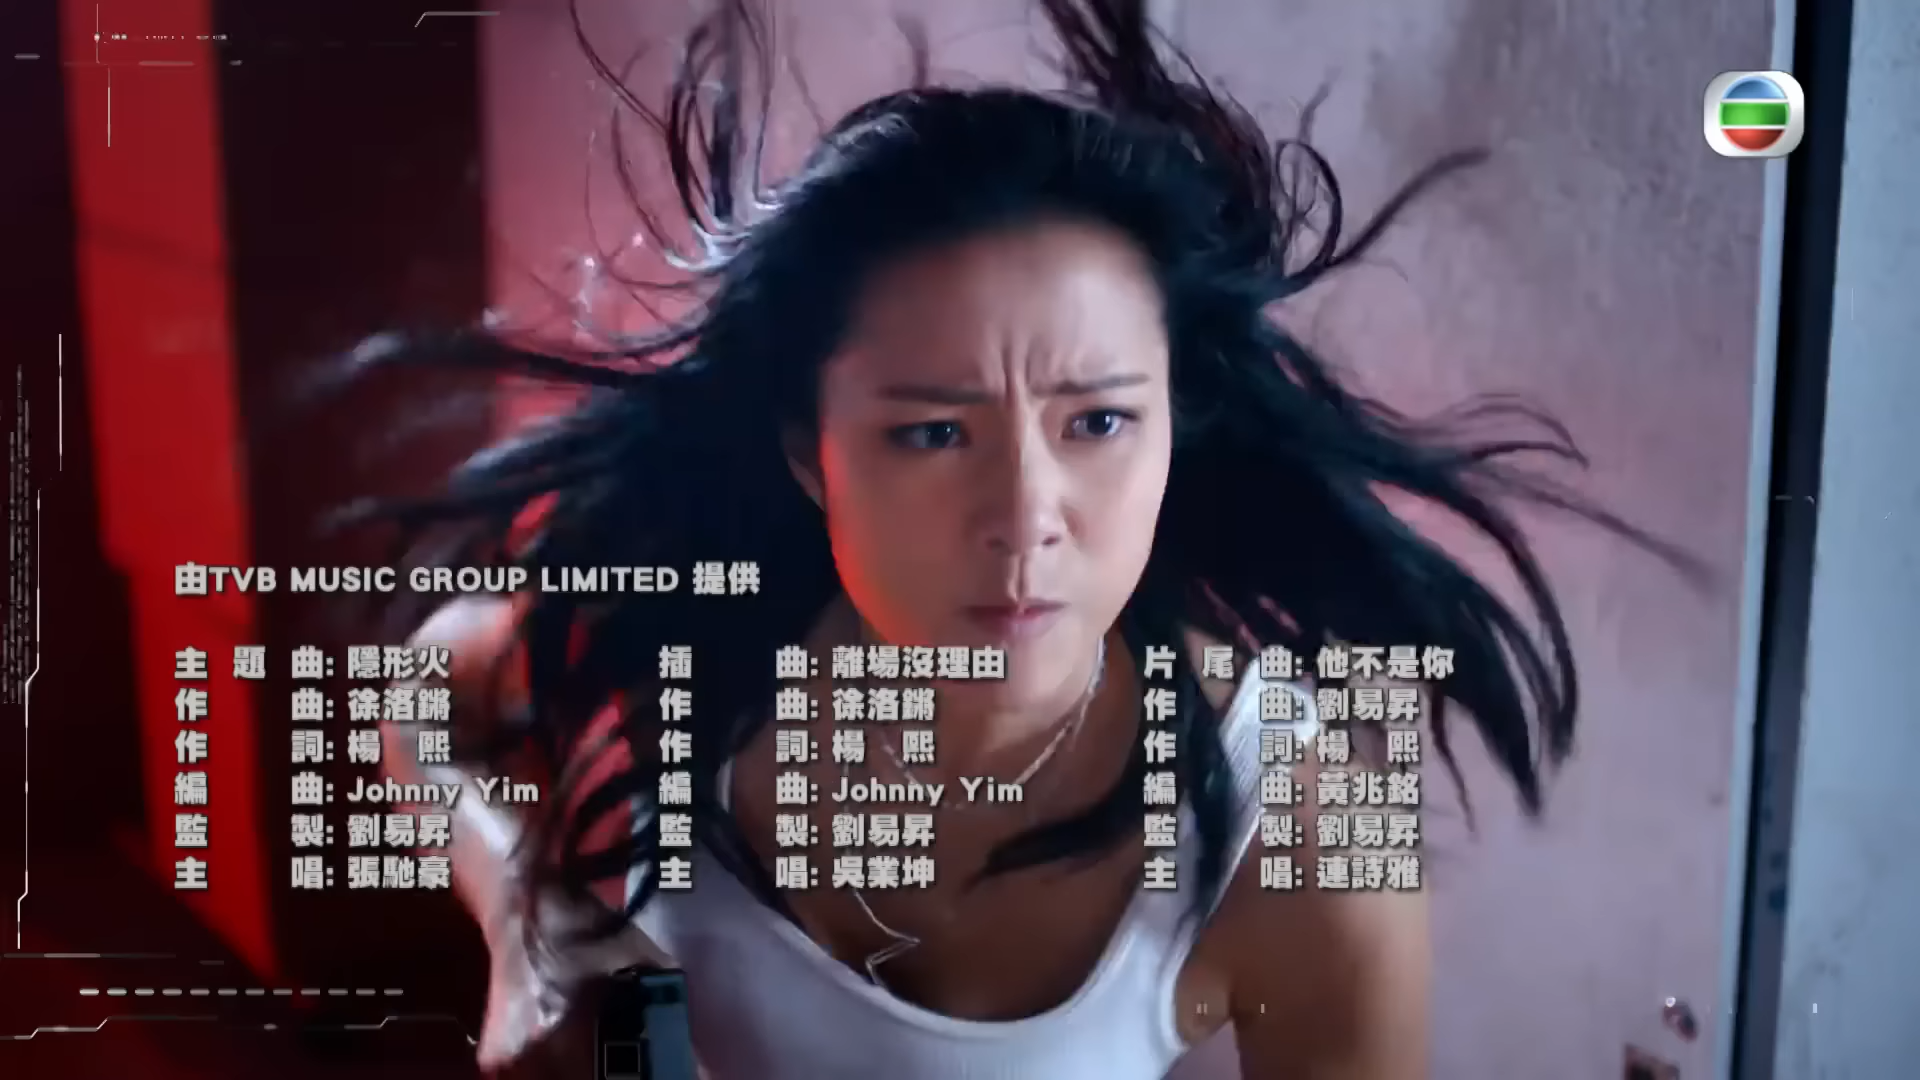 由TVB MUSIC GROUP LIMITED 提供
主題曲: 隱形火
作曲: 徐洛鏘
作詞: 楊熙
編曲: Johnny Yim
監製: 劉易昇
主唱: 張馳豪
插曲: 離場沒理由
作曲: 徐洛鏘
作詞: 楊熙
編曲: Johnny Yim
監製: 劉易昇
主唱: 吳業坤
片尾曲: 他不是你
作曲: 劉易昇
作詞: 楊熙
編曲: 黃兆銘
監製: 劉易昇
主唱: 連詩雅